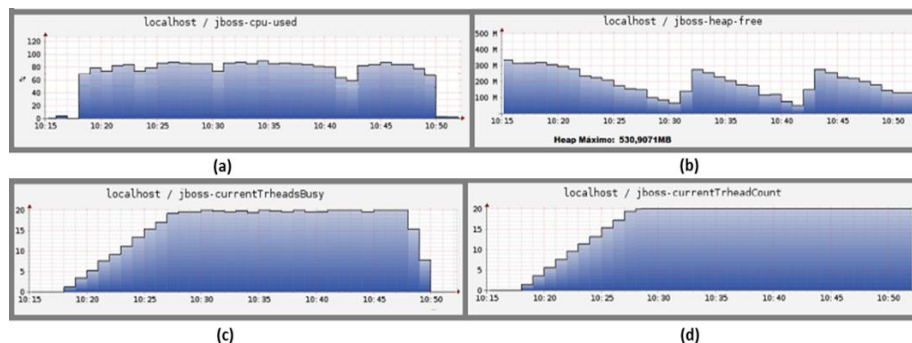 localhost / jboss-cpu-used
120
100
80
60
40
20
0
%
10:15 10:20 10:25 10:30 10:35 10:40 10:45 10:50
(a)
localhost / jboss-heap-free
500 M
400 M
300 M
200 M
100 M
10:15 10:20 10:25 10:30 10:35 10:40 10:45 10:50
Heap Máximo: 530,9071MB
(b)
localhost / jboss-currentTrheadsBusy
20
15
10
5
0
10:15 10:20 10:25 10:30 10:35 10:40 10:45 10:50
(c)
localhost / jboss-currentTrheadCount
20
15
10
5
0
10:15 10:20 10:25 10:30 10:35 10:40 10:45 10:50
(d)